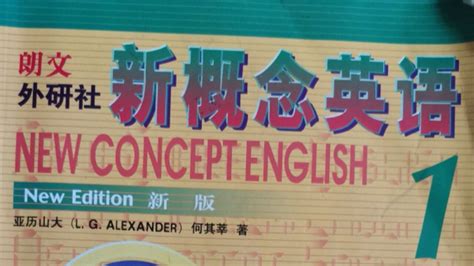 朗文
外研社
新概念英语
NEW CONCEPT ENGLISH
1
New Edition 新版
亚历山大 (L. G. ALEXANDER) 何其莘 著